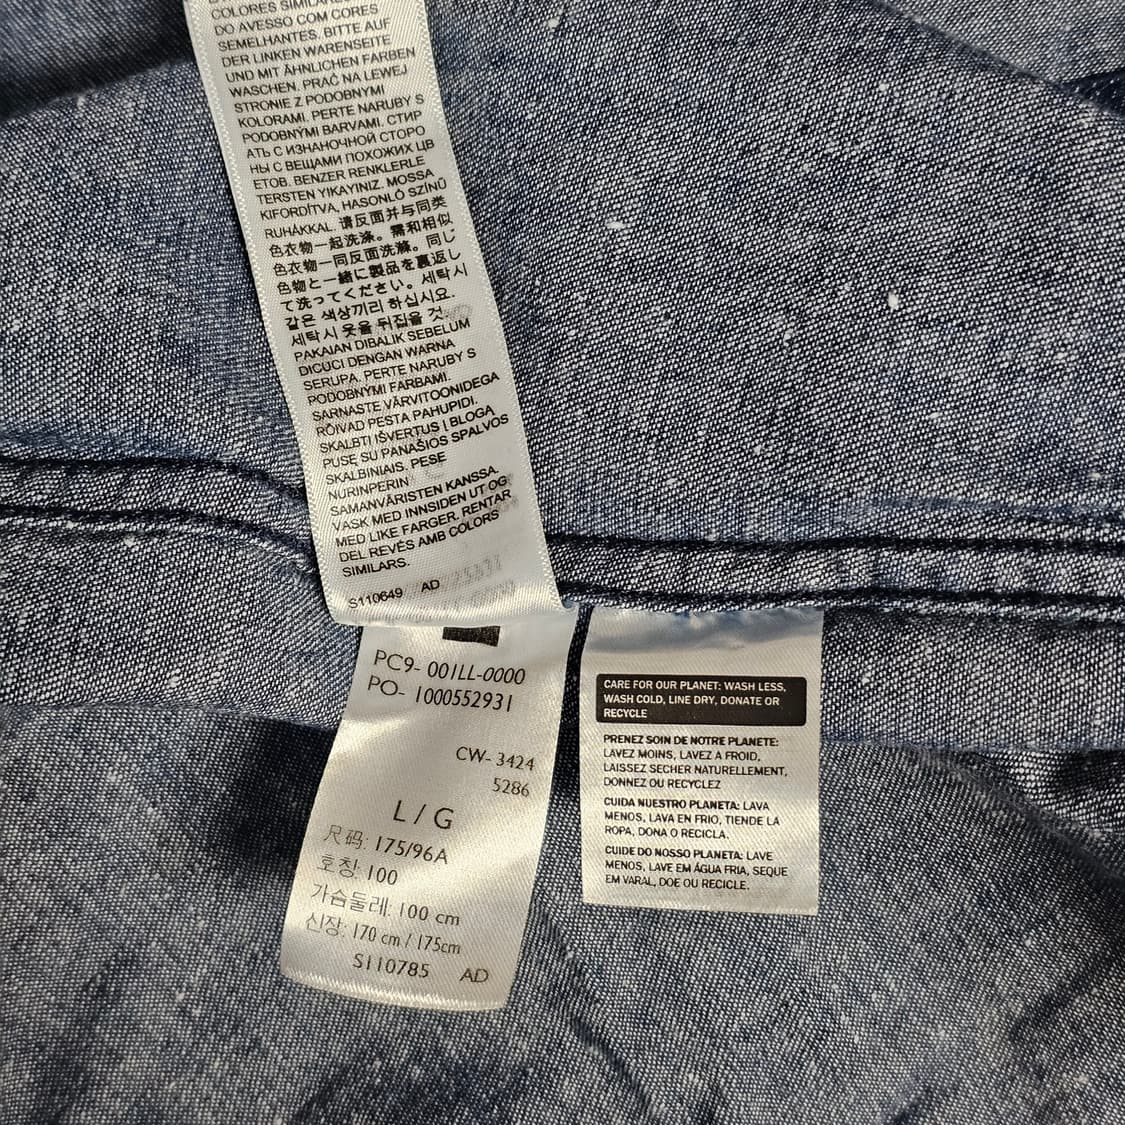 COLORES SIMILARES
DO AVESSO COM CORES
SEMELHANTES. BITTE AUF
DER LINKEN WARENSEITE
UND MIT ÄHNLICHEN FARBEN
WASCHEN. PRAĆ NA LEWEJ
STRONIE Z PODOBNYMI
KOLORAMI. PERTE NARUBY S
PODOBNÝMI BARVAMI. СТИР
АТЬ С ИЗНАНОЧНОЙ СТОРО
НЫ С ВЕЩАМИ ПОХОЖИХ ЦВ
ЕТОВ. BENZER RENKLERLE
TERSTEN YIKAYINIZ. MOSSA
KIFORDÍTVA, HASONLÓ SZÍNŰ
RUHÁKKAL. 请反面并与同类
色衣物一起洗涤。需和相似
色衣物一同反面洗滌。同じ
色物と一緒に製品を裏返し
て洗ってください。세탁시
같은 색상끼리 하십시요.
세탁시 옷을 뒤집을 것.
PAKAIAN DIBALIK SEBELUM
DICUCI DENGAN WARNA
SERUPA. PERTE NARUBY S
PODOBNÝMI FARBAMI.
SARNASTE VÄRVITOONIDEGA
RÕIVAD PESTA PAHUPIDI.
SKALBTI IŠVERTUS Į BLOGĄ
PUSĘ SU PANAŠIOS SPALVOS
SKALBINIAIS. PESE
NURINPERIN
SAMANVÄRISTEN KANSSA.
VASK MED INNSIDEN UT OG
MED LIKE FARGER. RENTAR
DEL REVÉS AMB COLORS
SIMILARS.
S110649 AD
PC9- 001LL-0000
PO- 1000552931
CW- 3424
5286
L / G
尺码: 175/96A
호칭: 100
가슴둘레: 100 cm
신장: 170 cm / 175cm
S110785 AD
CARE FOR OUR PLANET: WASH LESS,
WASH COLD, LINE DRY, DONATE OR
RECYCLE
PRENEZ SOIN DE NOTRE PLANETE:
LAVEZ MOINS, LAVEZ A FROID,
LAISSEZ SECHER NATURELLEMENT,
DONNEZ OU RECYCLEZ
CUIDA NUESTRO PLANETA: LAVA
MENOS, LAVA EN FRIO, TIENDE LA
ROPA, DONA O RECICLA.
CUIDE DO NOSSO PLANETA: LAVE
MENOS, LAVE EM ÁGUA FRIA, SEQUE
EM VARAL, DOE OU RECICLE.